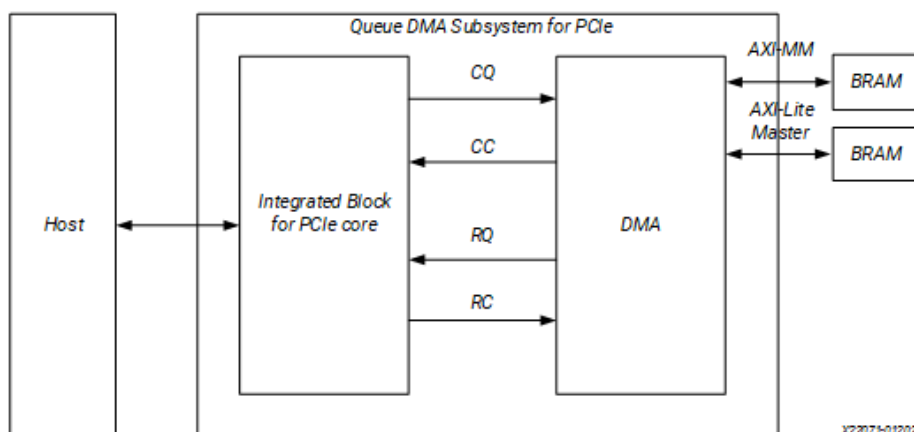 Queue DMA Subsystem for PCIe
AXI-MM
CQ
BRAM
AXI-Lite
Master
CC
BRAM
Integrated Block
for PCIe core
Host
DMA
RQ
RC